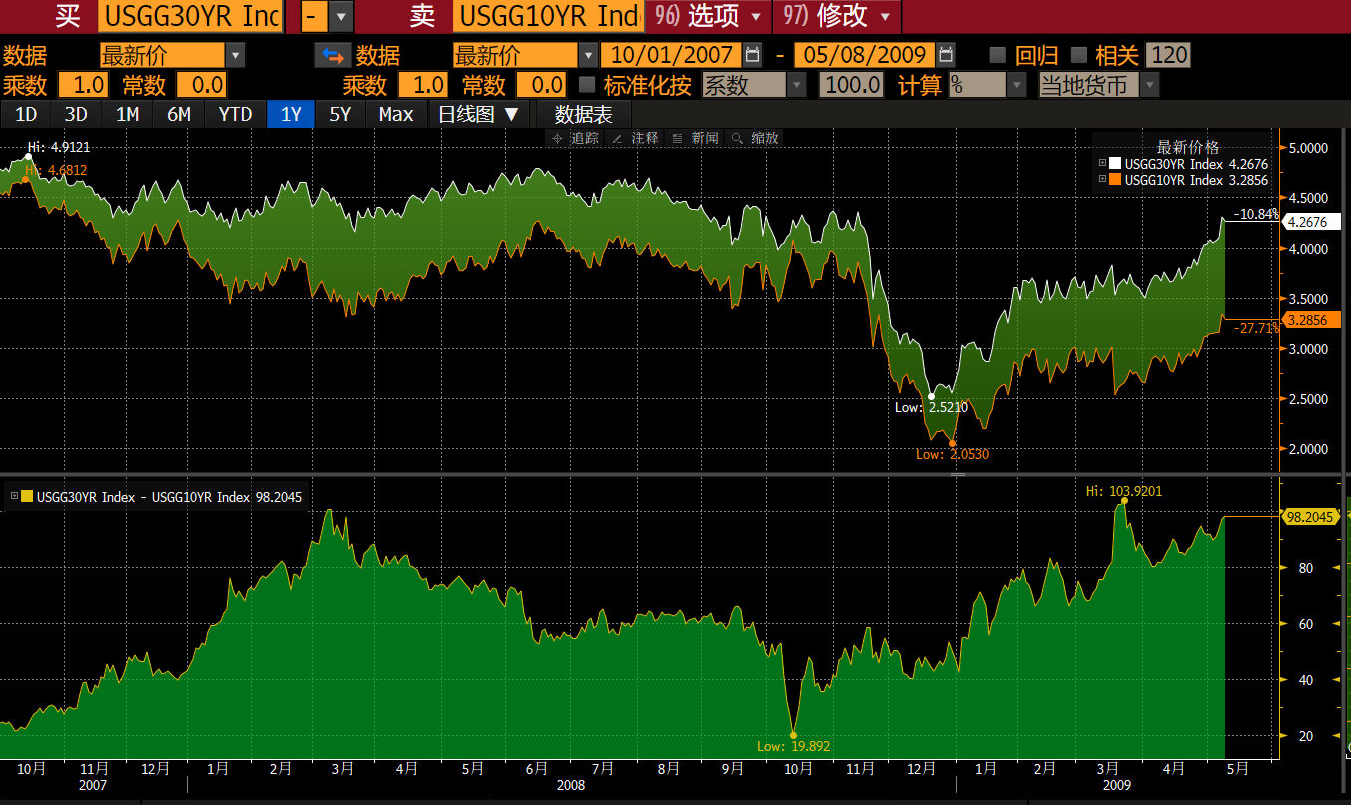 买 USGG30YR Inc - 卖 USGG10YR Ind 96) 选项 97) 修改
数据 最新价 数据 最新价 10/01/2007 - 05/08/2009 回归 相关 120
乘数 1.0 常数 0.0 乘数 1.0 常数 0.0 标准化按 系数 100.0 计算 % 当地货币
1D 3D 1M 6M YTD 1Y 5Y Max 日线图 ▼ 数据表
追踪 注释 新闻 缩放
Hi: 4.9121
Hi: 4.6812
最新价格
USGG30YR Index 4.2676
USGG10YR Index 3.2856
5.0000
4.5000
-10.84%
4.2676
4.0000
3.5000
3.2856
-27.71%
3.0000
2.5000
2.0000
Low: 2.5210
Low: 2.0530
USGG30YR Index - USGG10YR Index 98.2045
Hi: 103.9201
98.2045
80
60
40
20
Low: 19.892
10月 11月 12月 1月 2月 3月 4月 5月 6月 7月 8月 9月 10月 11月 12月 1月 2月 3月 4月 5月
2007 2008 2009